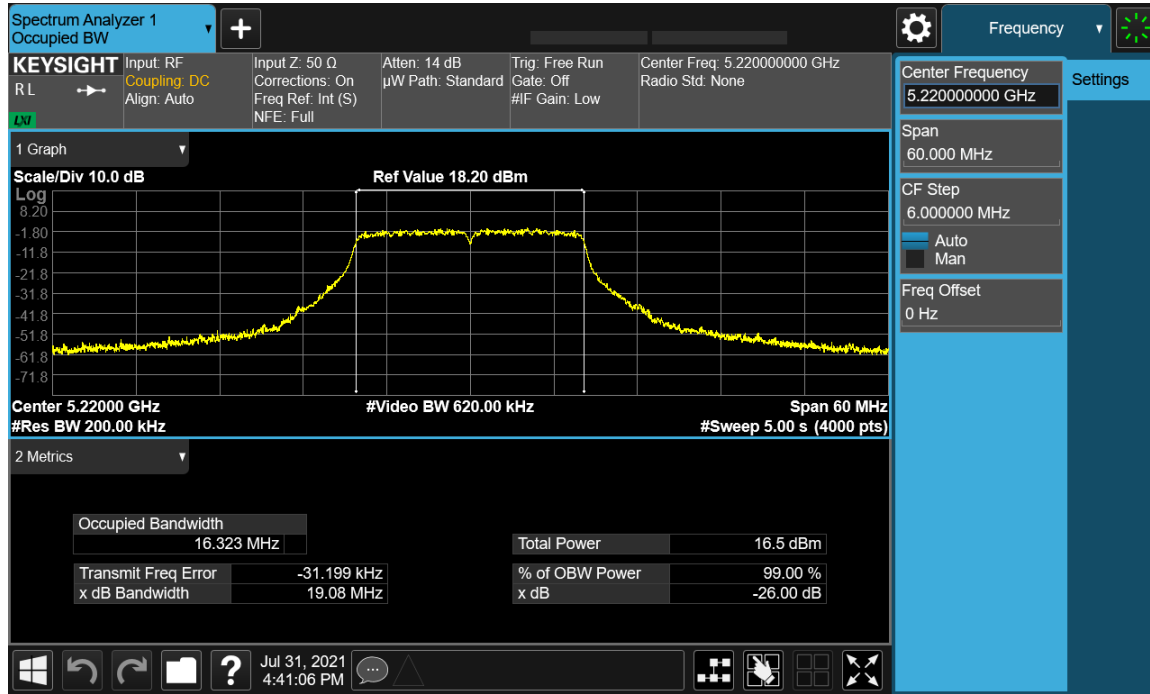 Spectrum Analyzer 1
Occupied BW
Frequency
KEYSIGHT
R L
LXI
Input: RF
Coupling: DC
Align: Auto
Input Z: 50 Ω
Corrections: On
Freq Ref: Int (S)
NFE: Full
Atten: 14 dB
µW Path: Standard
Trig: Free Run
Gate: Off
#IF Gain: Low
Center Freq: 5.220000000 GHz
Radio Std: None
Center Frequency
5.220000000 GHz
Settings
Span
60.000 MHz
CF Step
6.000000 MHz
Auto
Man
Freq Offset
0 Hz
1 Graph
Scale/Div 10.0 dB
Ref Value 18.20 dBm
Log
8.20
-1.80
-11.8
-21.8
-31.8
-41.8
-51.8
-61.8
-71.8
Center 5.22000 GHz
#Video BW 620.00 kHz
Span 60 MHz
#Res BW 200.00 kHz
#Sweep 5.00 s (4000 pts)
2 Metrics
Occupied Bandwidth
16.323 MHz
Total Power 16.5 dBm
Transmit Freq Error -31.199 kHz
% of OBW Power 99.00 %
x dB Bandwidth 19.08 MHz
x dB -26.00 dB
?
Jul 31, 2021
4:41:06 PM